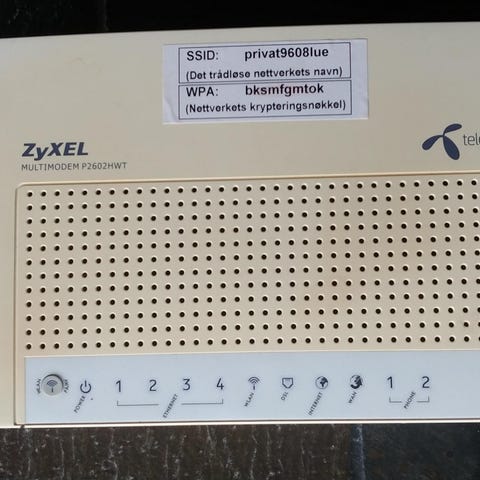 SSID: privat9608lue
(Det trådløse nettverkets navn)
WPA: bksmfgmtok
(Nettverkets krypteringsnøkkel)
ZyXEL
MULTIMODEM P2602HWT
tele
WLAN
POWER
1 2 3 4
ETHERNET
WLAN
DSL
INTERNET
WAN
1 2
PHONE